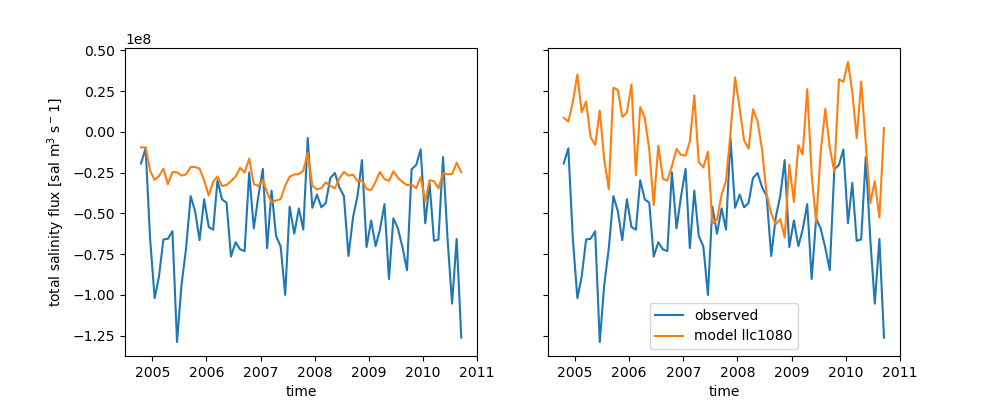 1e8
total salinity flux [sal m³ s⁻1]
0.50
0.25
0.00
−0.25
−0.50
−0.75
−1.00
−1.25
2005 2006 2007 2008 2009 2010 2011
time
2005 2006 2007 2008 2009 2010 2011
time
observed
model llc1080